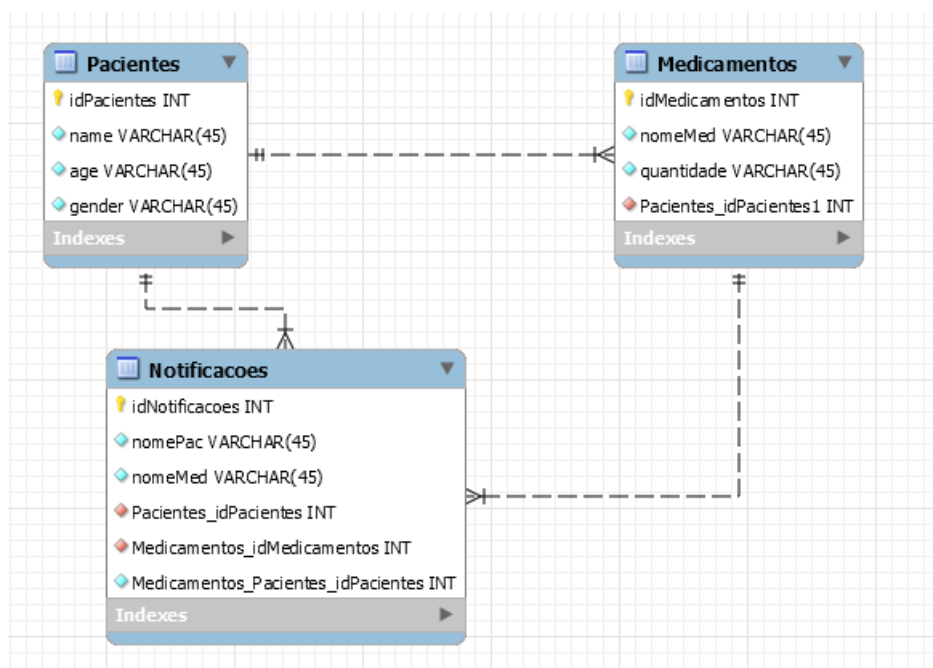 Pacientes
idPacientes INT
name VARCHAR(45)
age VARCHAR(45)
gender VARCHAR(45)
Indexes
Medicamentos
idMedicamentos INT
nomeMed VARCHAR(45)
quantidade VARCHAR(45)
Pacientes_idPacientes1 INT
Indexes
Notificacoes
idNotificacoes INT
nomePac VARCHAR(45)
nomeMed VARCHAR(45)
Pacientes_idPacientes INT
Medicamentos_idMedicamentos INT
Medicamentos_Pacientes_idPacientes INT
Indexes